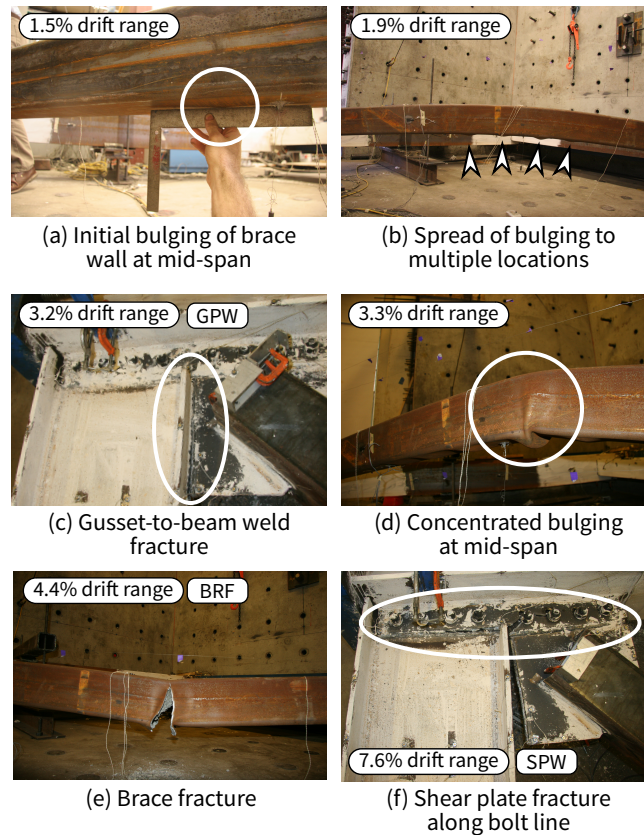 1.5% drift range
1.9% drift range
(a) Initial bulging of brace
wall at mid-span
(b) Spread of bulging to
multiple locations
3.2% drift range
GPW
3.3% drift range
(c) Gusset-to-beam weld
fracture
(d) Concentrated bulging
at mid-span
4.4% drift range
BRF
7.6% drift range
SPW
(e) Brace fracture
(f) Shear plate fracture
along bolt line